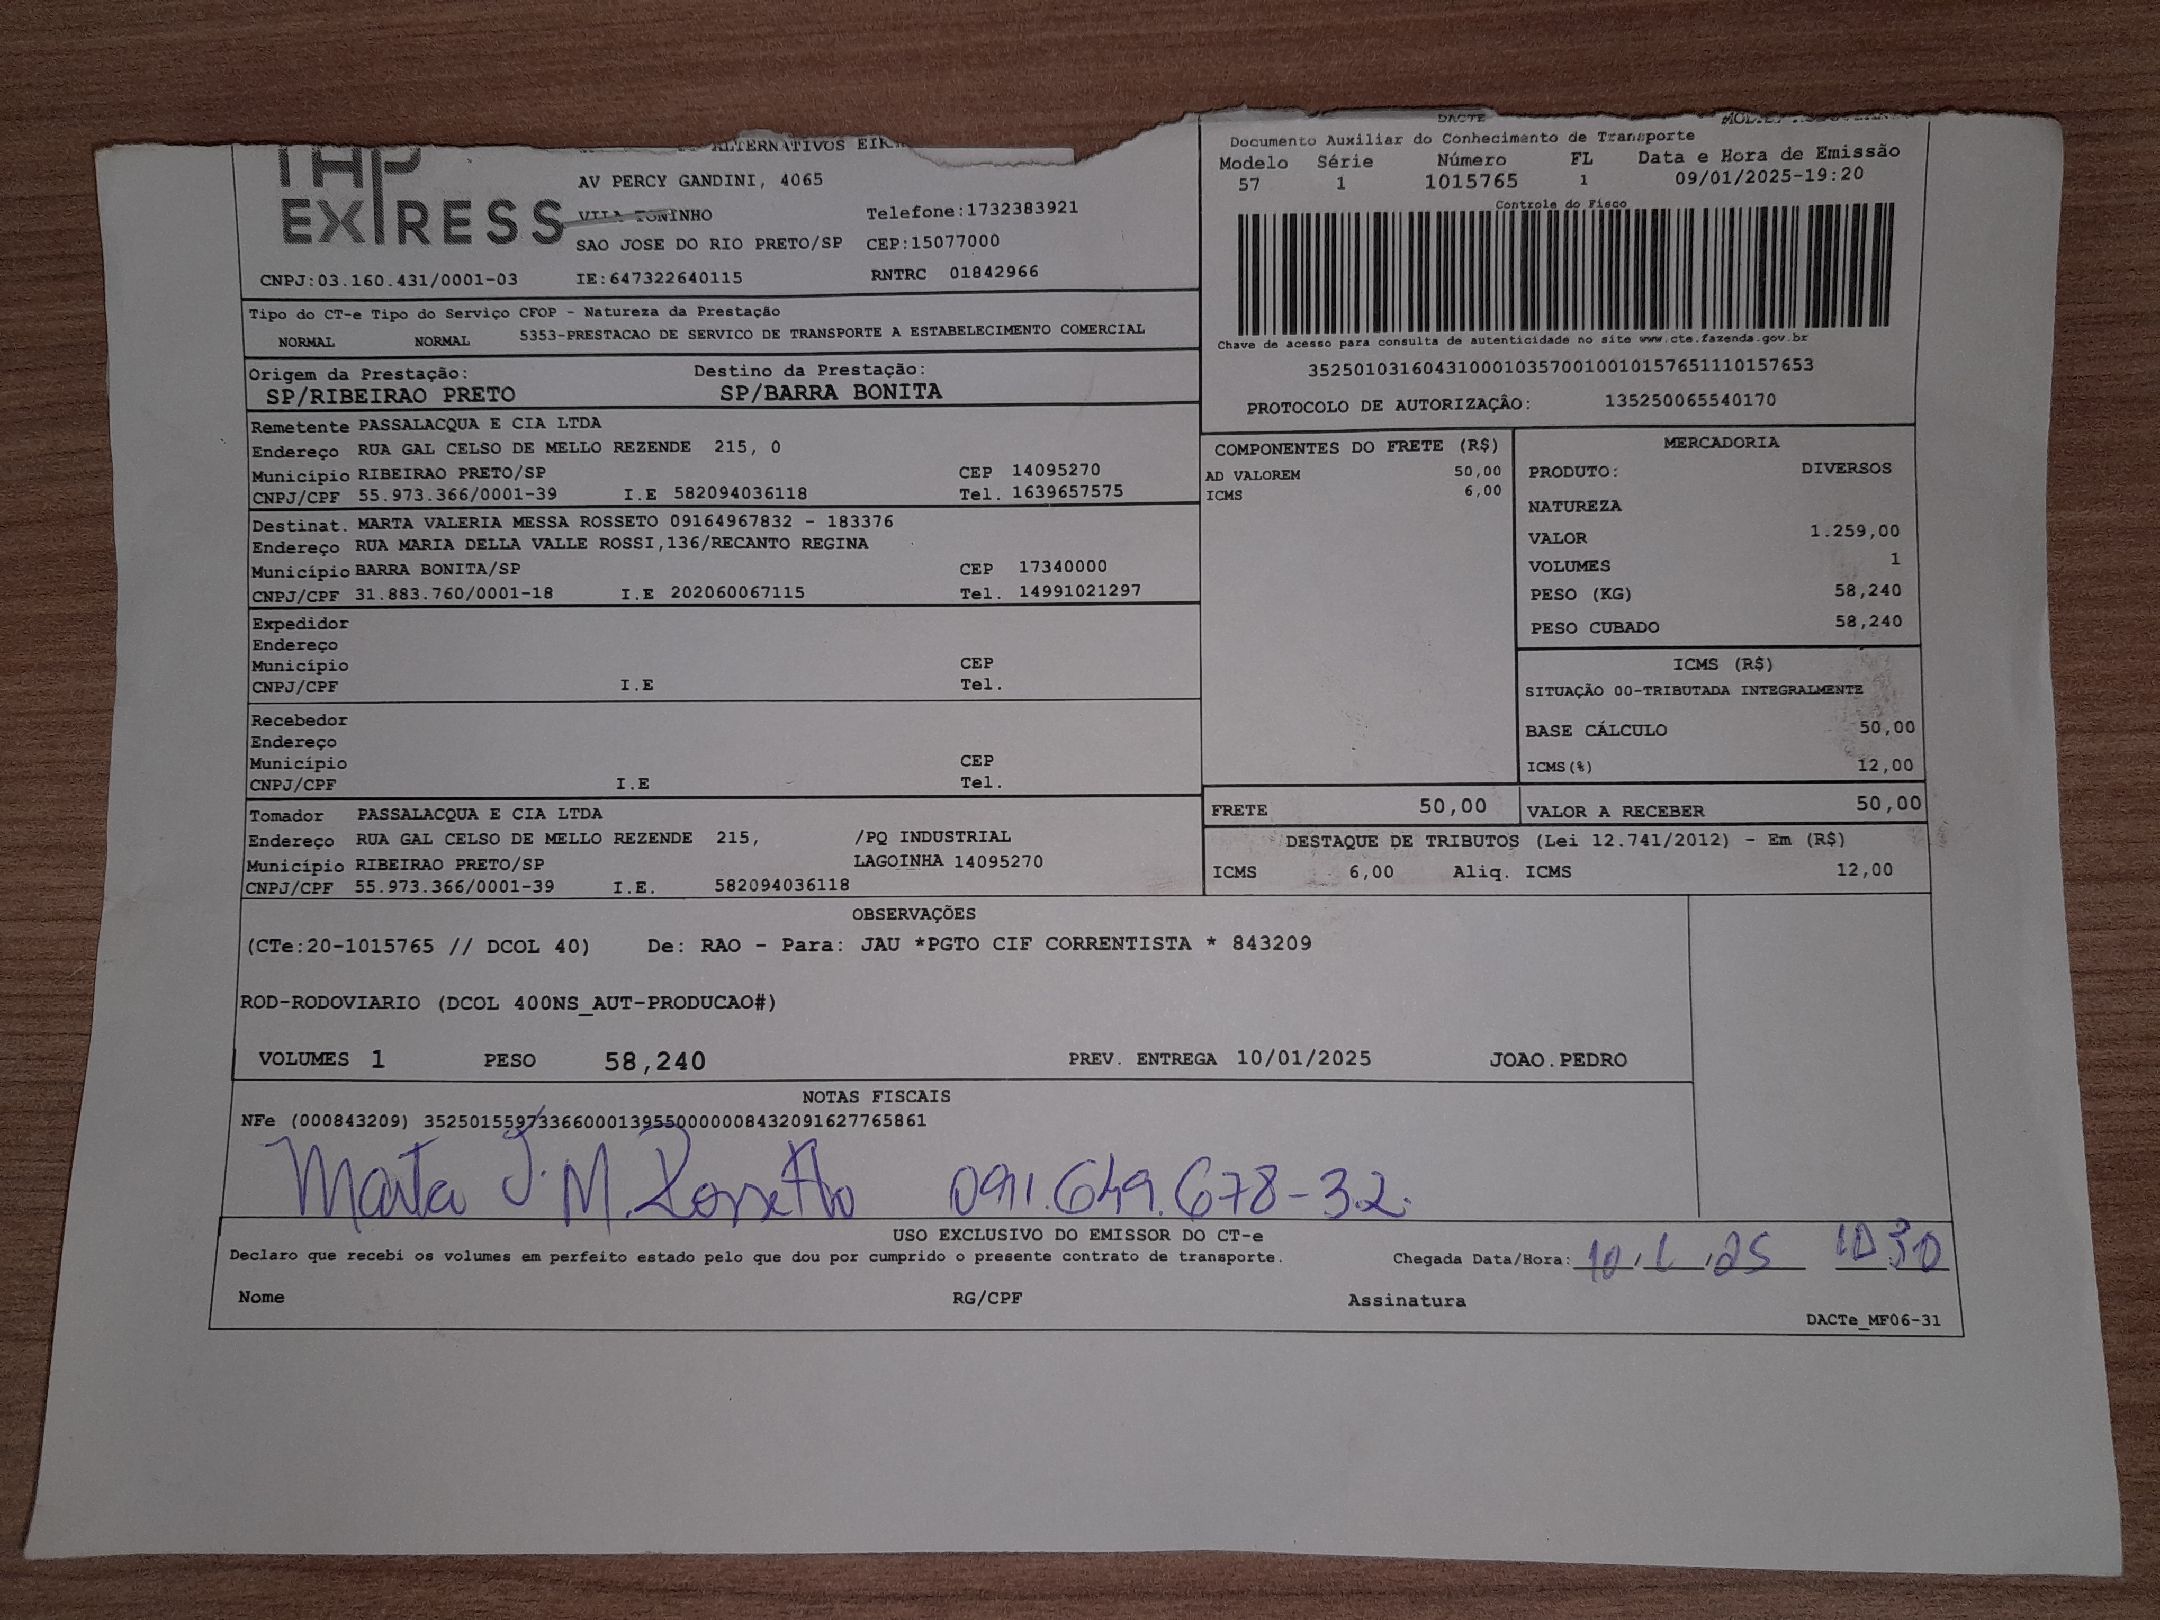 TAP
EXPRESS
ALTERNATIVOS
AV PERCY GANDINI, 4065
VILA TONINHO Telefone:1732383921
SAO JOSE DO RIO PRETO/SP CEP:15077000
CNPJ:03.160.431/0001-03 IE:647322640115 RNTRC 01842966
DACTE
Documento Auxiliar do Conhecimento de Transporte
Modelo Série Número FL Data e Hora de Emissão
57 1 1015765 1 09/01/2025-19:20
Controle do Fisco
Chave de acesso para consulta de autenticidade no site www.cte.fazenda.gov.br
35250103160431000103570010010157651110157653
PROTOCOLO DE AUTORIZAÇÂO: 135250065540170
Tipo do CT-e Tipo do Serviço CFOP - Natureza da Prestação
NORMAL NORMAL 5353-PRESTACAO DE SERVICO DE TRANSPORTE A ESTABELECIMENTO COMERCIAL
Origem da Prestação: Destino da Prestação:
SP/RIBEIRAO PRETO SP/BARRA BONITA
Remetente PASSALACQUA E CIA LTDA
Endereço RUA GAL CELSO DE MELLO REZENDE 215, 0
Município RIBEIRAO PRETO/SP CEP 14095270
CNPJ/CPF 55.973.366/0001-39 I.E 582094036118 Tel. 1639657575
Destinat. MARTA VALERIA MESSA ROSSETO 09164967832 - 183376
Endereço RUA MARIA DELLA VALLE ROSSI,136/RECANTO REGINA
Município BARRA BONITA/SP CEP 17340000
CNPJ/CPF 31.883.760/0001-18 I.E 202060067115 Tel. 14991021297
Expedidor
Endereço
Município CEP
CNPJ/CPF I.E Tel.
Recebedor
Endereço
Município CEP
CNPJ/CPF I.E Tel.
Tomador PASSALACQUA E CIA LTDA
Endereço RUA GAL CELSO DE MELLO REZENDE 215, /PQ INDUSTRIAL
Município RIBEIRAO PRETO/SP LAGOINHA 14095270
CNPJ/CPF 55.973.366/0001-39 I.E. 582094036118
COMPONENTES DO FRETE (R$)
AD VALOREM 50,00
ICMS 6,00
MERCADORIA
PRODUTO: DIVERSOS
NATUREZA
VALOR 1.259,00
VOLUMES 1
PESO (KG) 58,240
PESO CUBADO 58,240
ICMS (R$)
SITUAÇÃO 00-TRIBUTADA INTEGRALMENTE
BASE CÁLCULO 50,00
ICMS(%) 12,00
FRETE 50,00 VALOR A RECEBER 50,00
DESTAQUE DE TRIBUTOS (Lei 12.741/2012) - Em (R$)
ICMS 6,00 Aliq. ICMS 12,00
OBSERVAÇÕES
(CTe:20-1015765 // DCOL 40) De: RAO - Para: JAU *PGTO CIF CORRENTISTA * 843209
ROD-RODOVIARIO (DCOL 400NS_AUT-PRODUCAO#)
VOLUMES 1 PESO 58,240 PREV. ENTREGA 10/01/2025 JOAO.PEDRO
NOTAS FISCAIS
NFe (000843209) 35250155973366000139550000008432091627765861
Marta V. M. Rossetto 091.649.678-32.
USO EXCLUSIVO DO EMISSOR DO CT-e
Declaro que recebi os volumes em perfeito estado pelo que dou por cumprido o presente contrato de transporte. Chegada Data/Hora: 10 / 1 / 25 10:30
Nome RG/CPF Assinatura
DACTe_MF06-31